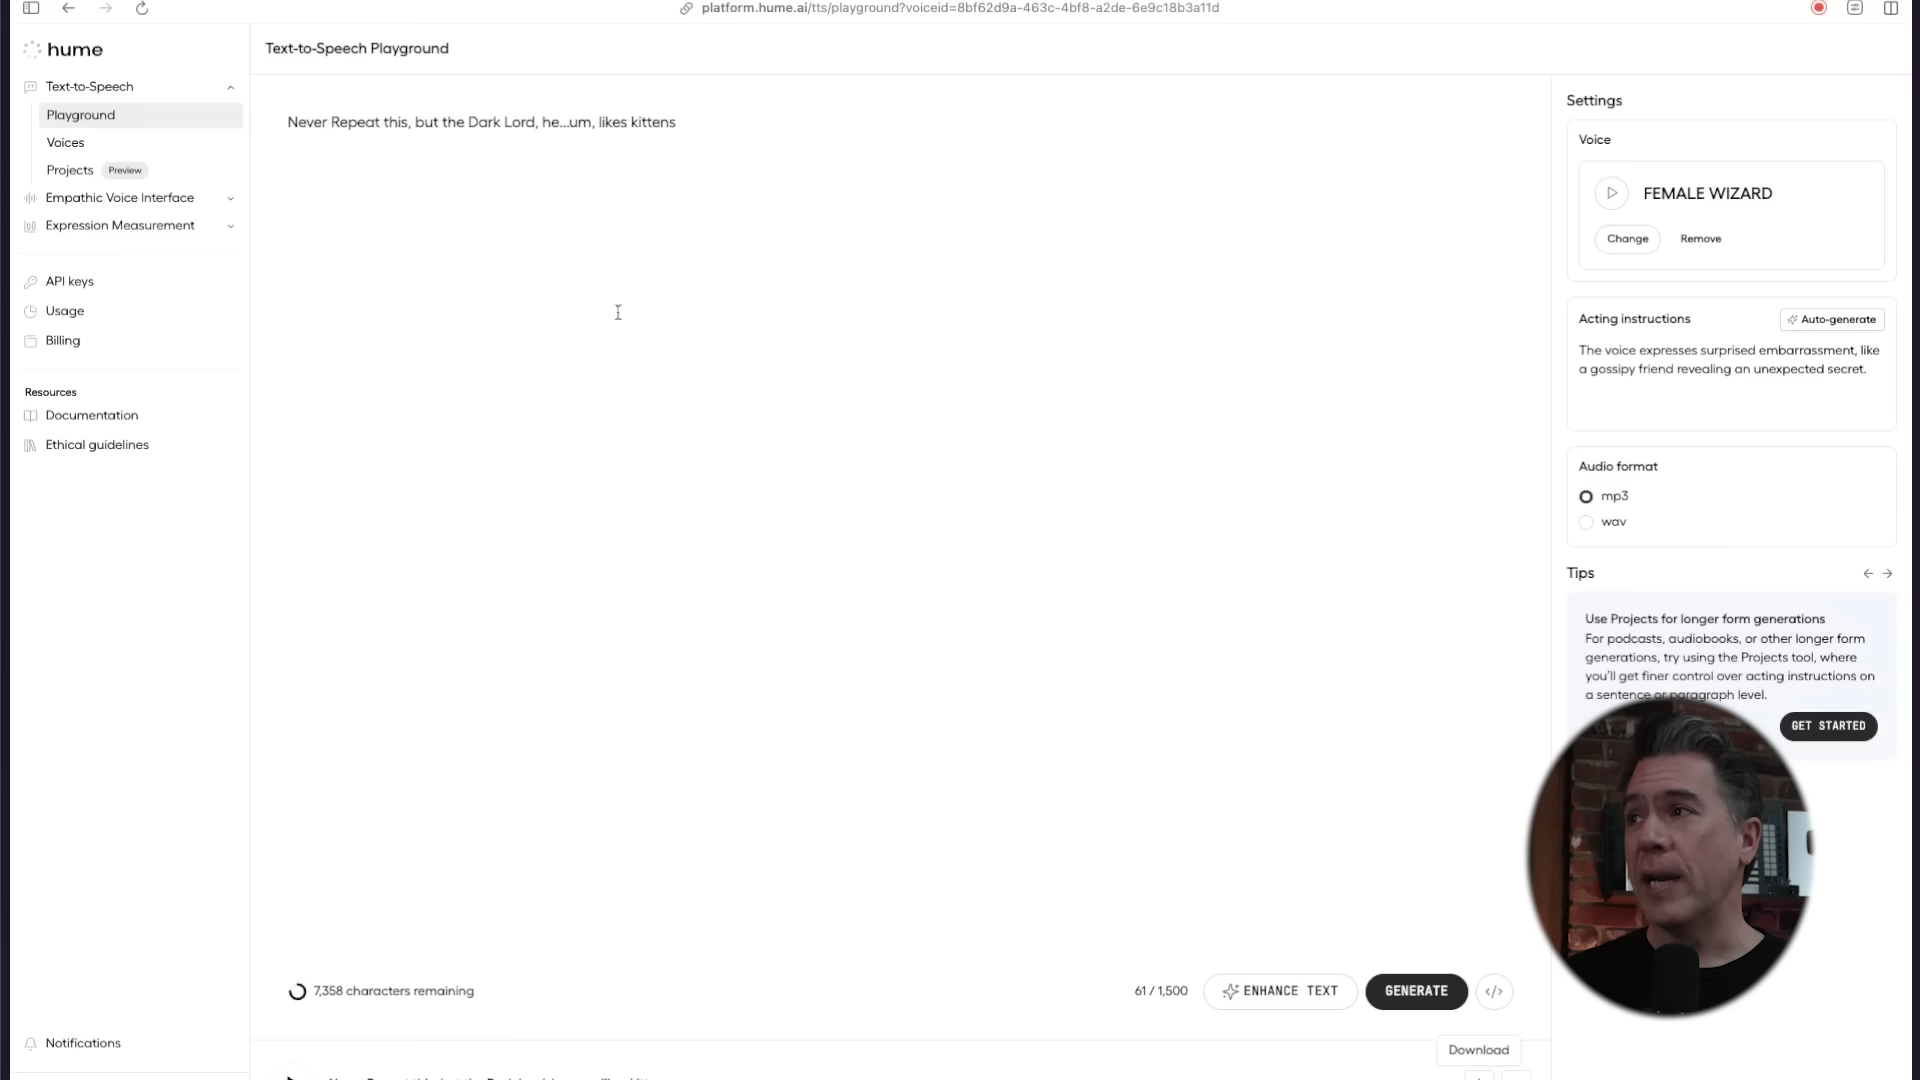 platform.hume.ai/tts/playground?voiceid=8bf62d9a-463c-4bf8-a2de-6e9c18b3a11d
hume
Text-to-Speech Playground
Text-to-Speech
Playground
Voices
Projects Preview
Empathic Voice Interface
Expression Measurement
API keys
Usage
Billing
Resources
Documentation
Ethical guidelines
Notifications
Never Repeat this, but the Dark Lord, he...um, likes kittens
7,358 characters remaining
61 / 1,500
ENHANCE TEXT
GENERATE
</>
Download
Settings
Voice
FEMALE WIZARD
Change Remove
Acting instructions
Auto-generate
The voice expresses surprised embarrassment, like
a gossipy friend revealing an unexpected secret.
Audio format
mp3
wav
Tips
Use Projects for longer form generations
For podcasts, audiobooks, or other longer form
generations, try using the Projects tool, where
you'll get finer control over acting instructions on
a sentence or paragraph level.
GET STARTED